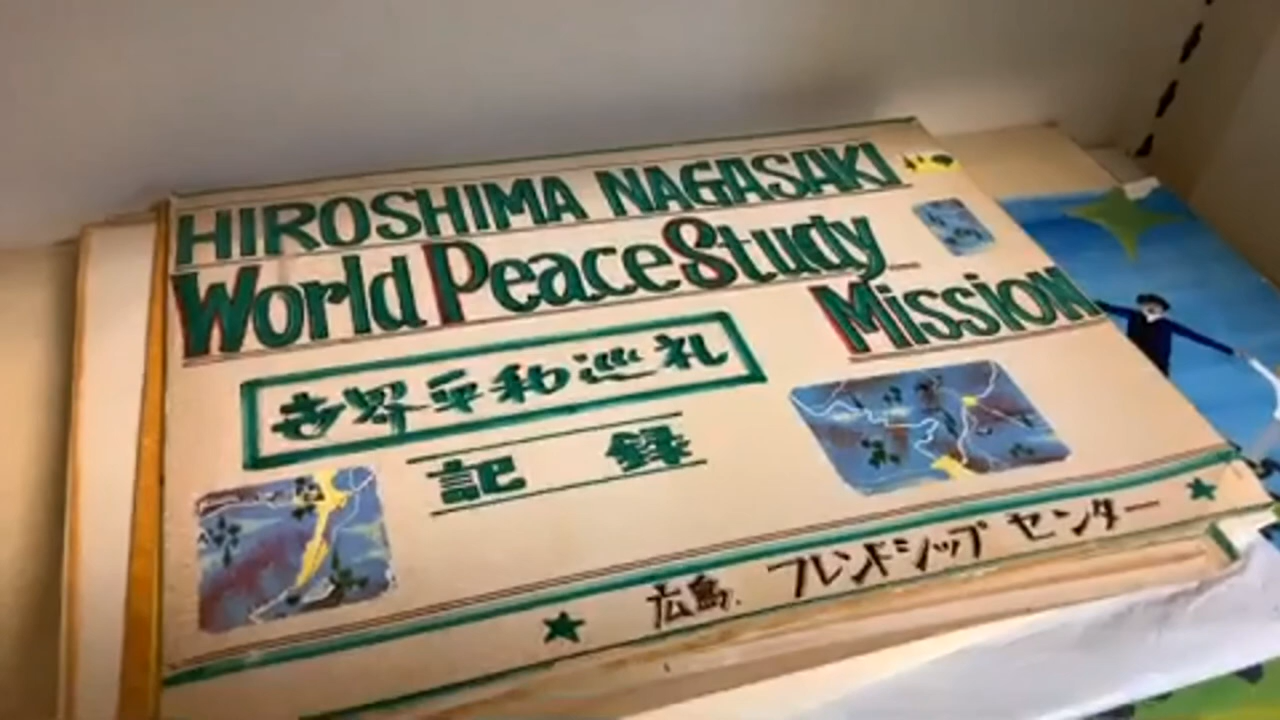 HIROSHIMA NAGASAKI
World Peace Study
Mission
世界平和巡礼
記録
広島 フレンドシップ センター